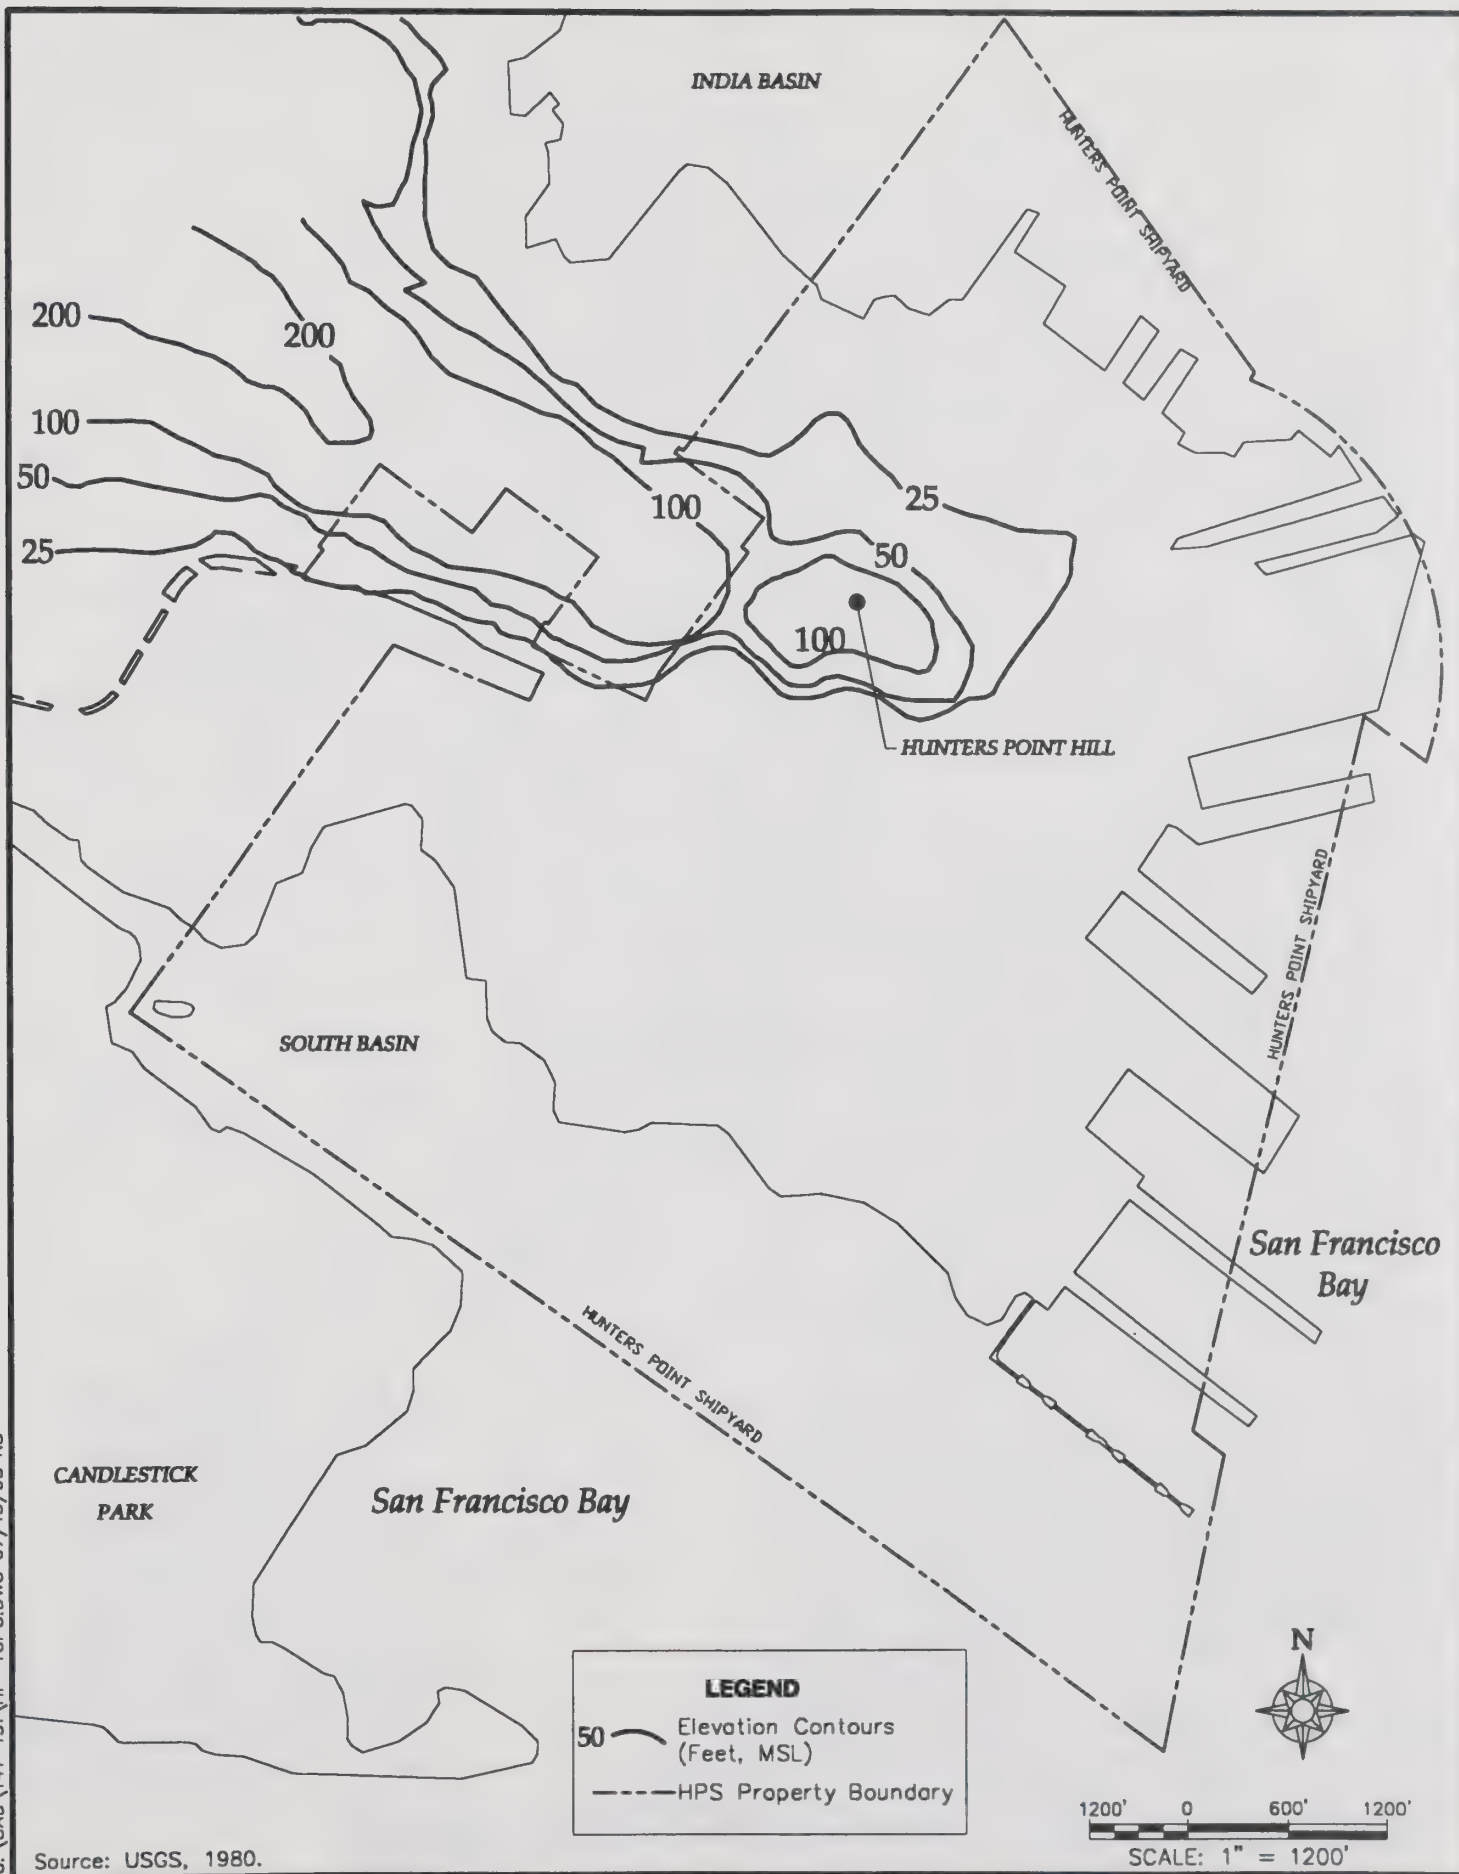 INDIA BASIN
HUNTERS POINT SHIPYARD
200
200
100
50
25
100
25
50
100
HUNTERS POINT HILL
HUNTERS POINT SHIPYARD
SOUTH BASIN
San Francisco
Bay
HUNTERS POINT SHIPYARD
CANDLESTICK
PARK
San Francisco Bay
N
LEGEND
50 Elevation Contours
(Feet, MSL)
HPS Property Boundary
1200' 0 600' 1200'
SCALE: 1" = 1200'
Source: USGS, 1980.